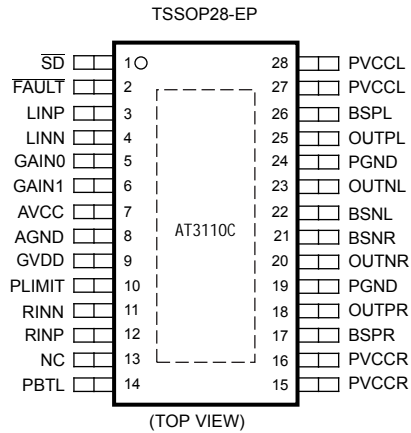 TSSOP28-EP
SD 1 28 PVCCL
FAULT 2 27 PVCCL
LINP 3 26 BSPL
LINN 4 25 OUTPL
GAIN0 5 24 PGND
GAIN1 6 23 OUTNL
AVCC 7 22 BSNL
AGND 8 AT3110C 21 BSNR
GVDD 9 20 OUTNR
PLIMIT 10 19 PGND
RINN 11 18 OUTPR
RINP 12 17 BSPR
NC 13 16 PVCCR
PBTL 14 15 PVCCR
(TOP VIEW)